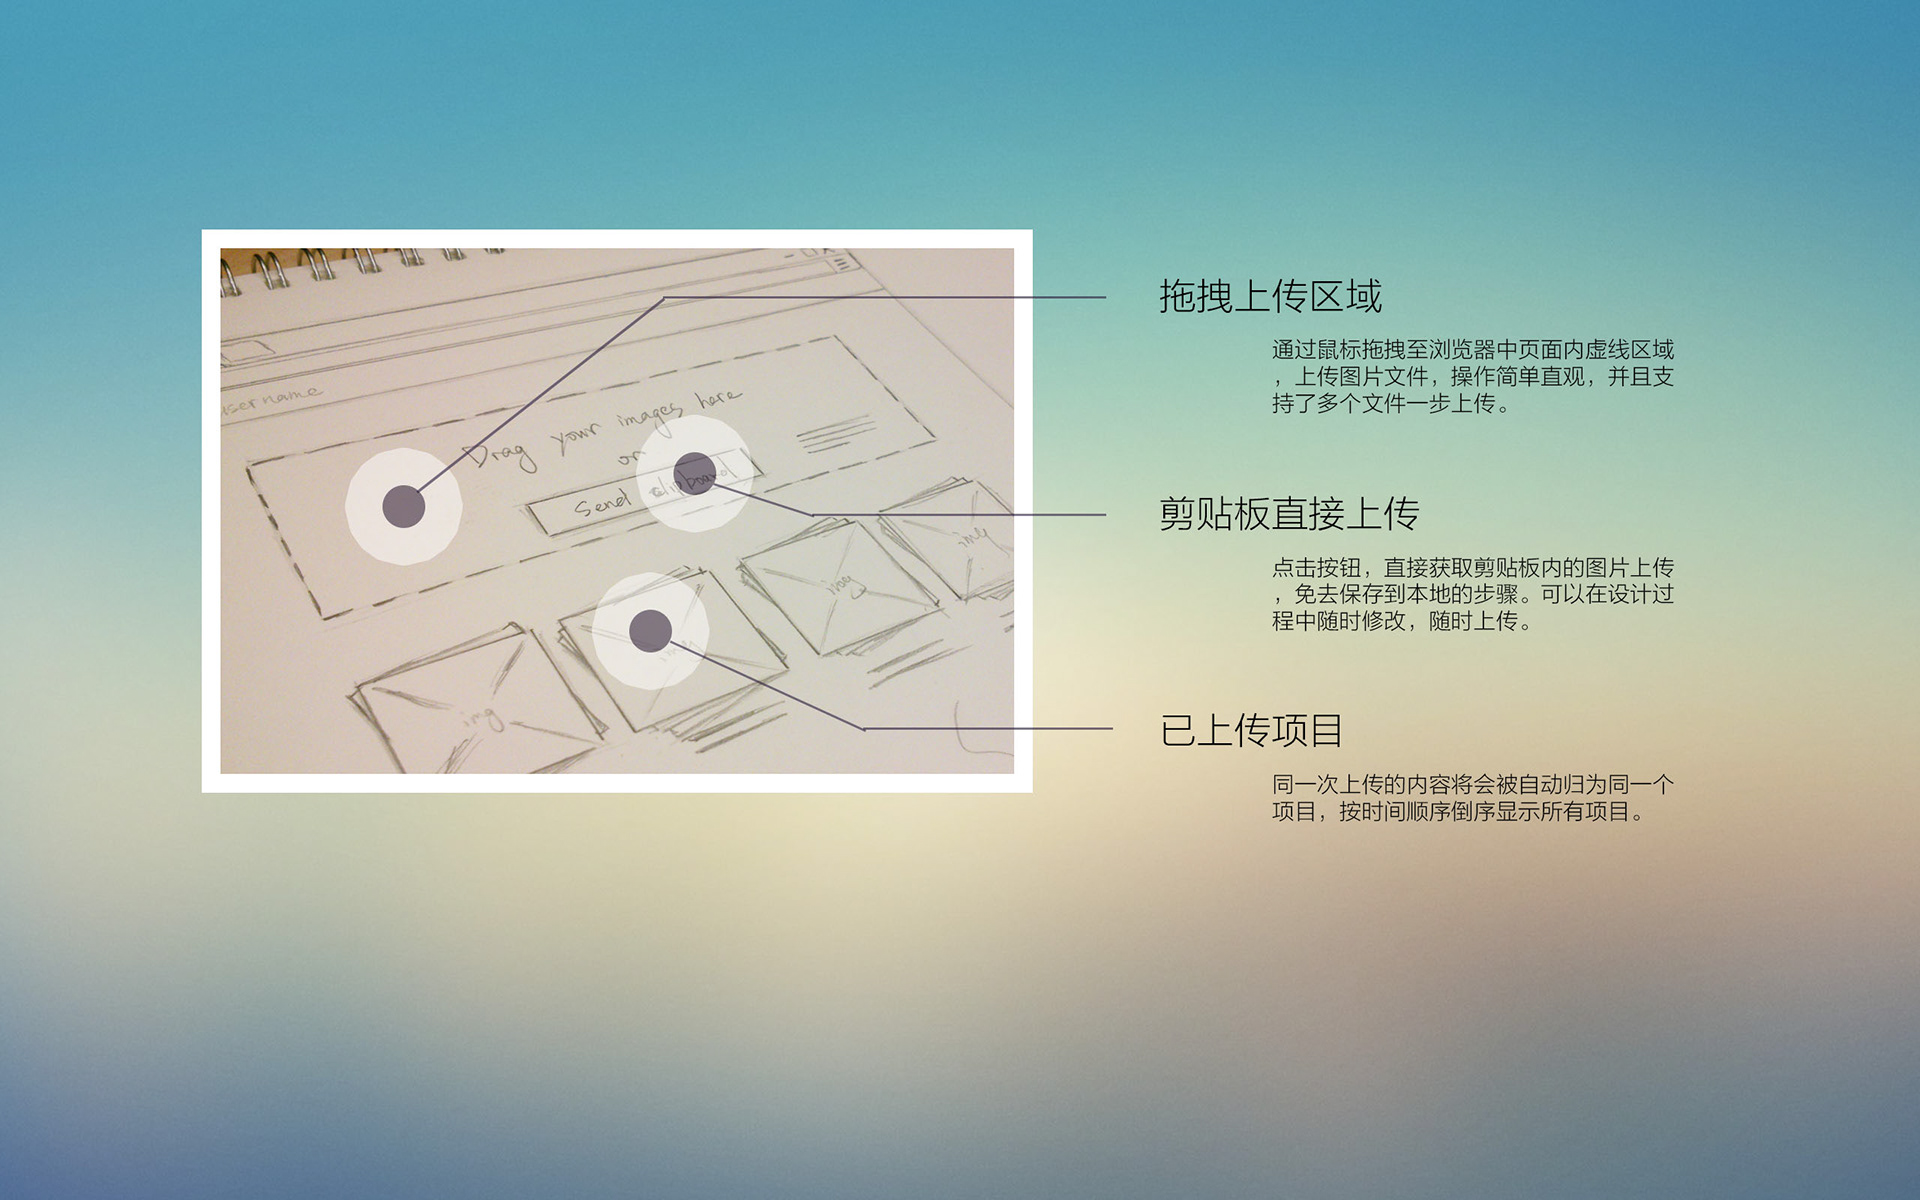 username
Drag your images here
or
Send clipboard
img
img
img
拖拽上传区域
通过鼠标拖拽至浏览器中页面内虚线区域
，上传图片文件，操作简单直观，并且支
持了多个文件一步上传。
剪贴板直接上传
点击按钮，直接获取剪贴板内的图片上传
，免去保存到本地的步骤。可以在设计过
程中随时修改，随时上传。
已上传项目
同一次上传的内容将会被自动归为同一个
项目，按时间顺序倒序显示所有项目。